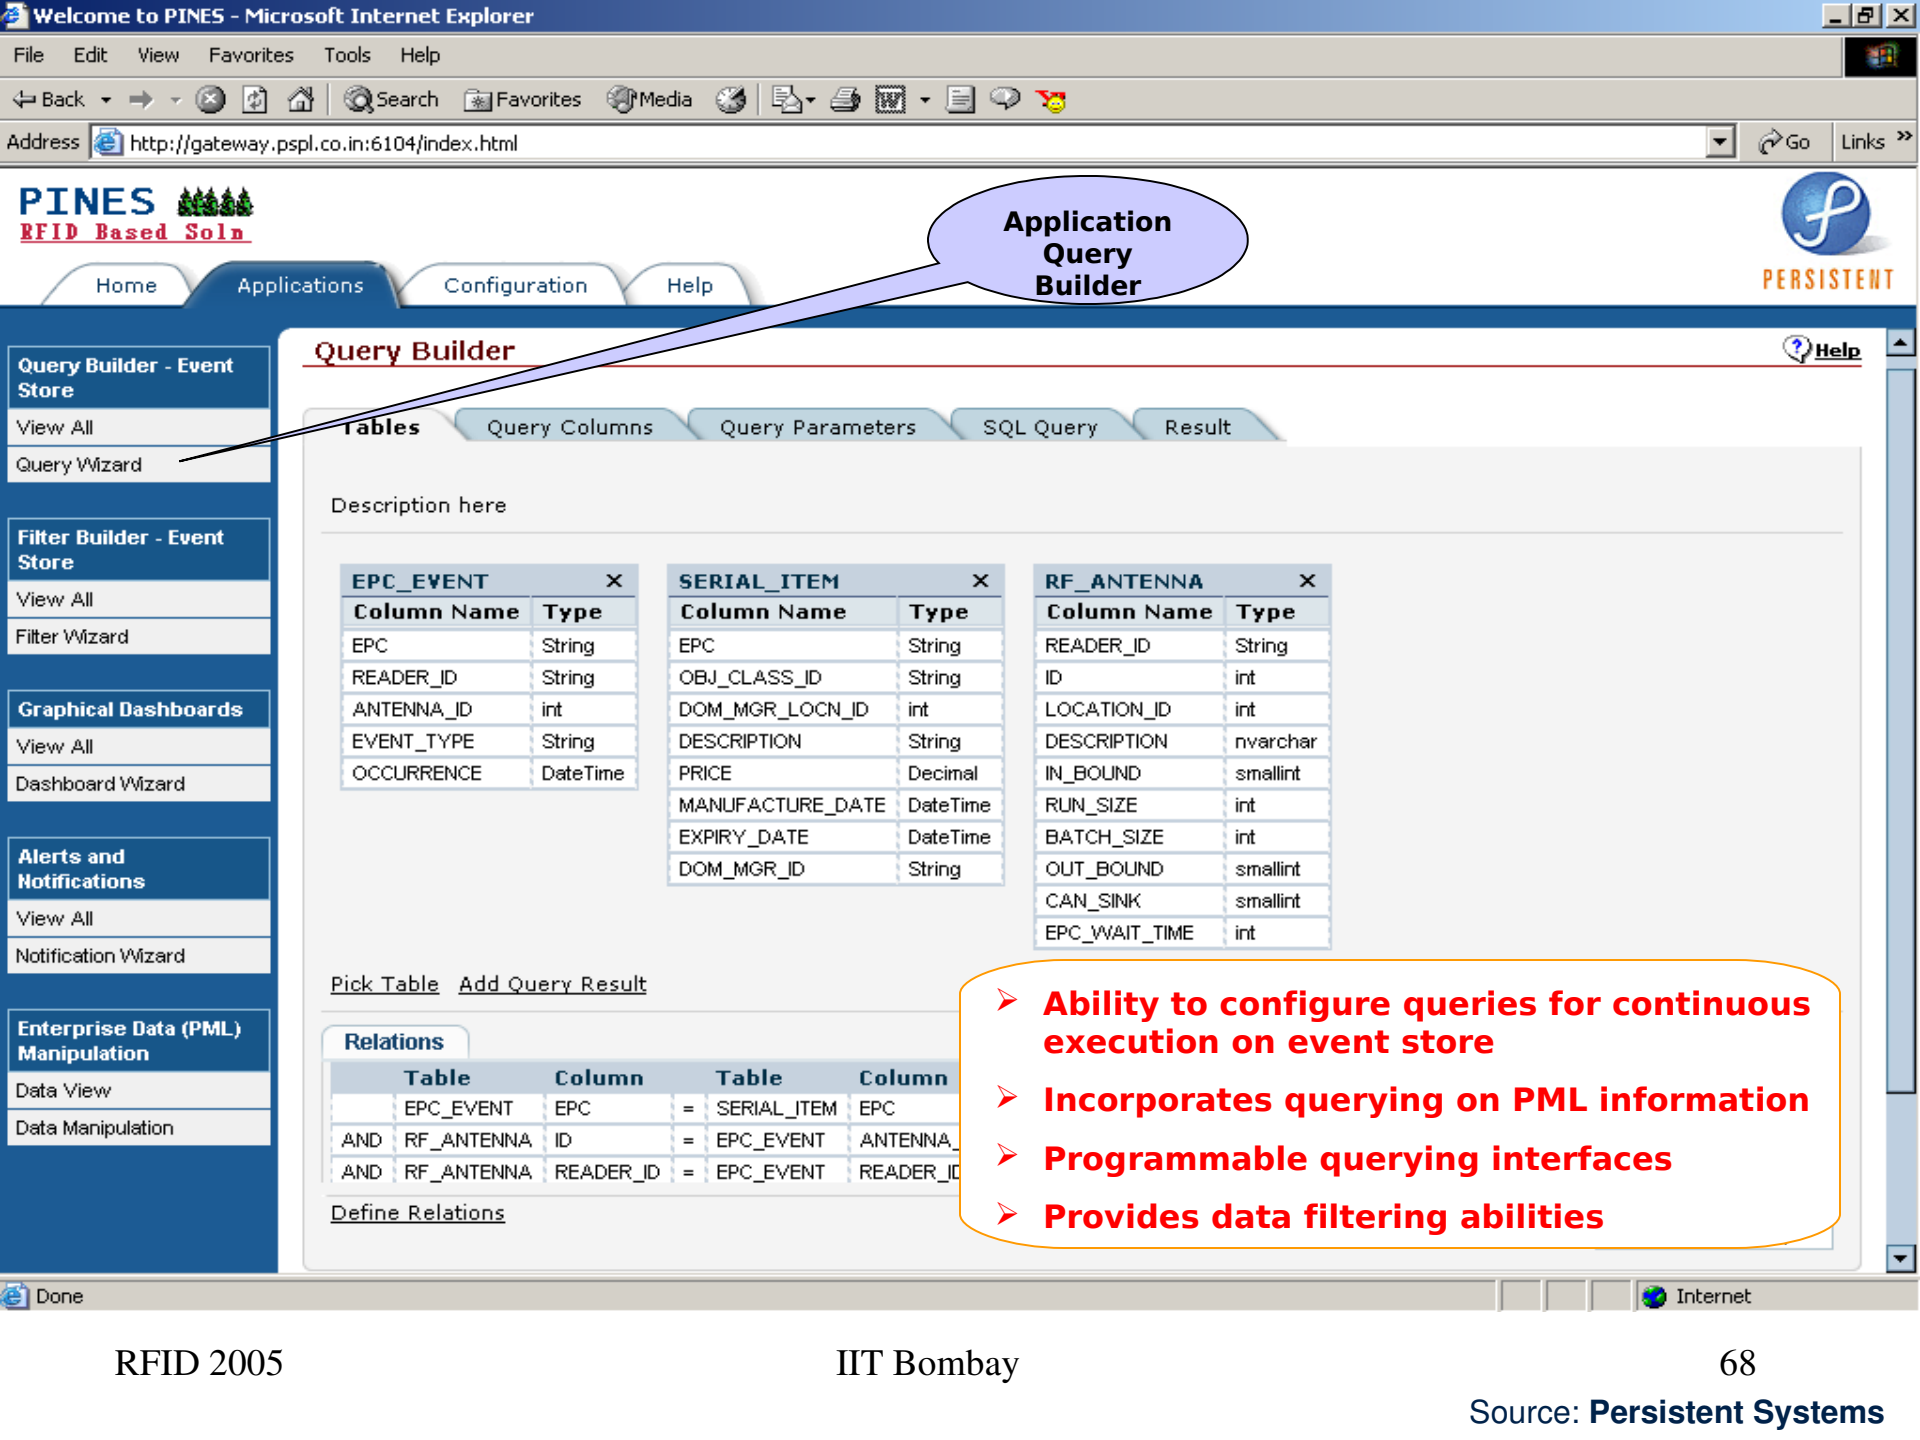 Welcome to PINES - Microsoft Internet Explorer
File Edit View Favorites Tools Help
Back Search Favorites Media
Address http://gateway.pspl.co.in:6104/index.html Go Links »
PINES
RFID Based Soln
PERSISTENT
Application
Query
Builder
Home Applications Configuration Help
Query Builder - Event
Store
View All
Query Wizard
Filter Builder - Event
Store
View All
Filter Wizard
Graphical Dashboards
View All
Dashboard Wizard
Alerts and
Notifications
View All
Notification Wizard
Enterprise Data (PML)
Manipulation
Data View
Data Manipulation
Query Builder
Help
Tables Query Columns Query Parameters SQL Query Result
Description here
EPC_EVENT X
Column Name Type
EPC String
READER_ID String
ANTENNA_ID int
EVENT_TYPE String
OCCURRENCE DateTime
SERIAL_ITEM X
Column Name Type
EPC String
OBJ_CLASS_ID String
DOM_MGR_LOCN_ID int
DESCRIPTION String
PRICE Decimal
MANUFACTURE_DATE DateTime
EXPIRY_DATE DateTime
DOM_MGR_ID String
RF_ANTENNA X
Column Name Type
READER_ID String
ID int
LOCATION_ID int
DESCRIPTION nvarchar
IN_BOUND smallint
RUN_SIZE int
BATCH_SIZE int
OUT_BOUND smallint
CAN_SINK smallint
EPC_WAIT_TIME int
Pick Table Add Query Result
Relations
Table Column Table Column
EPC_EVENT EPC = SERIAL_ITEM EPC
AND RF_ANTENNA ID = EPC_EVENT ANTENNA_
AND RF_ANTENNA READER_ID = EPC_EVENT READER_ID
Define Relations
➢ Ability to configure queries for continuous
execution on event store
➢ Incorporates querying on PML information
➢ Programmable querying interfaces
➢ Provides data filtering abilities
Done Internet
RFID 2005 IIT Bombay 68
Source: Persistent Systems